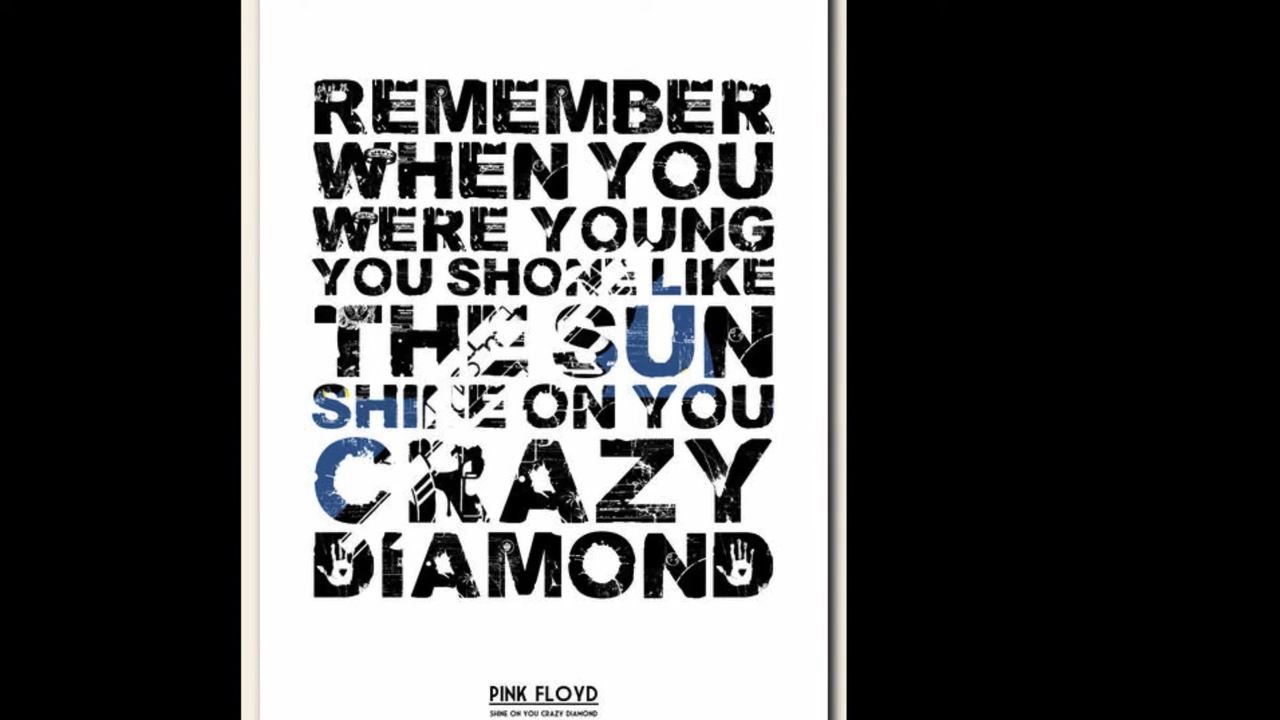 REMEMBER
WHEN YOU
WERE YOUNG
YOU SHONE LIKE
THE SUN
SHINE ON YOU
CRAZY
DIAMOND
PINK FLOYD
SHINE ON YOU CRAZY DIAMOND